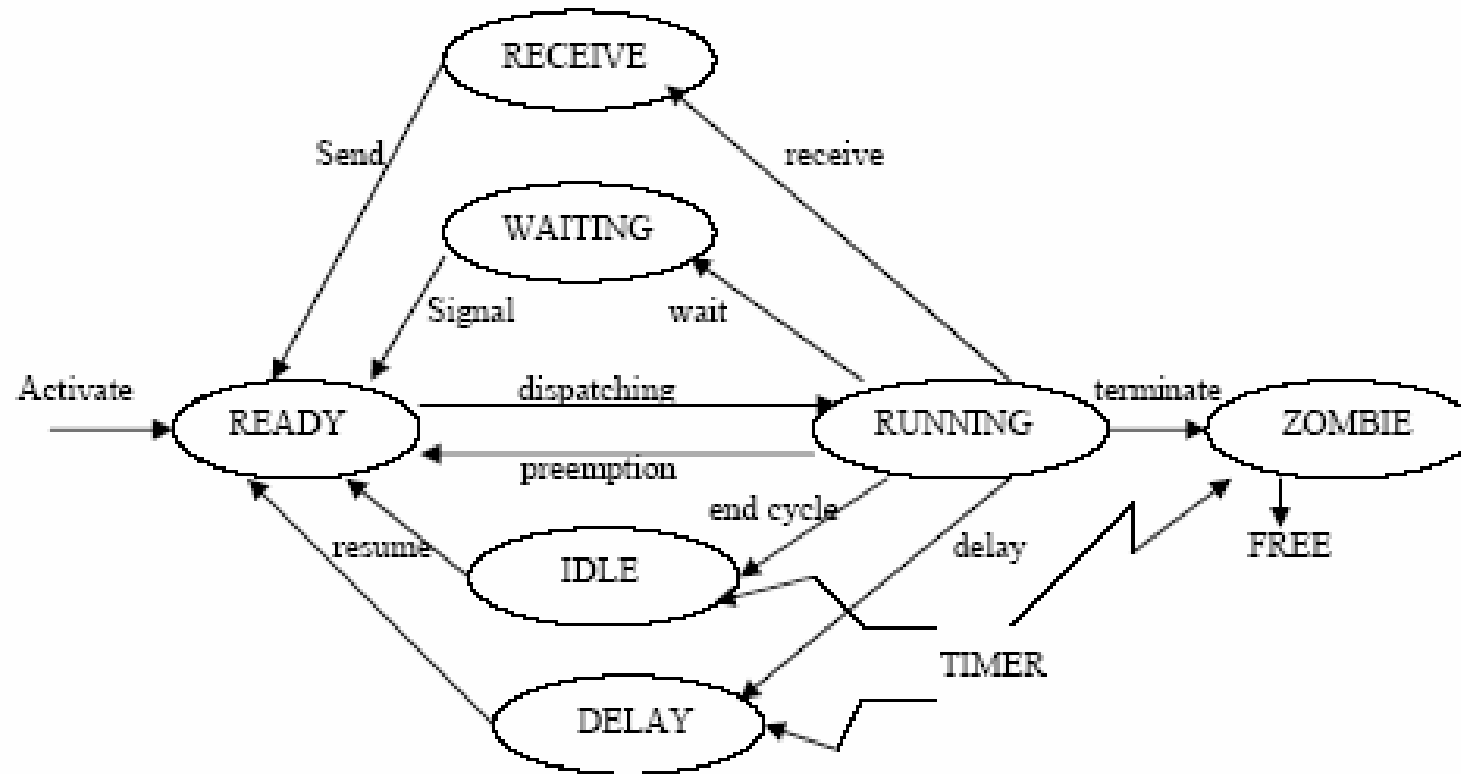 RECEIVE
Send
receive
WAITING
Signal
wait
Activate
dispatching
terminate
READY
RUNNING
ZOMBIE
preemption
end cycle
resume
IDLE
delay
FREE
TIMER
DELAY